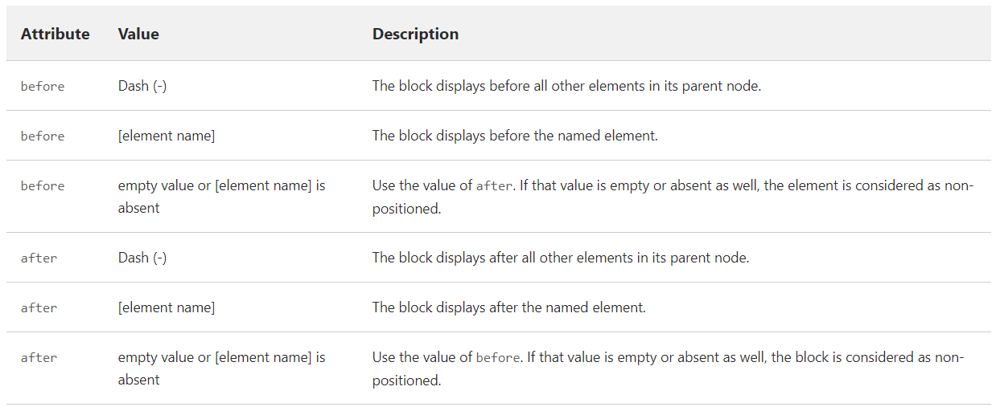 Attribute Value Description
before Dash (-) The block displays before all other elements in its parent node.
before [element name] The block displays before the named element.
before empty value or [element name] is absent Use the value of after. If that value is empty or absent as well, the element is considered as non-positioned.
after Dash (-) The block displays after all other elements in its parent node.
after [element name] The block displays after the named element.
after empty value or [element name] is absent Use the value of before. If that value is empty or absent as well, the block is considered as non-positioned.